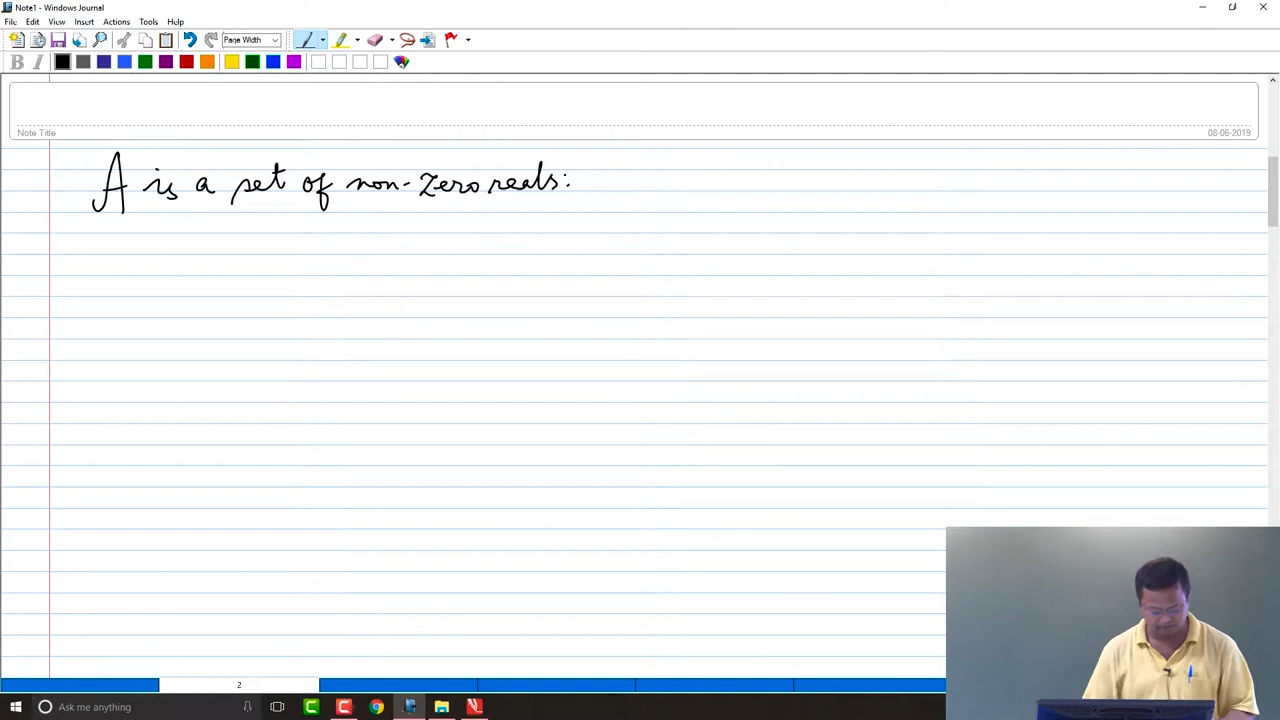 Note1 - Windows Journal
File Edit View Insert Actions Tools Help
Page Width
B I
Note Title
08-06-2019
A is a set of non-zero reals:
2
Ask me anything